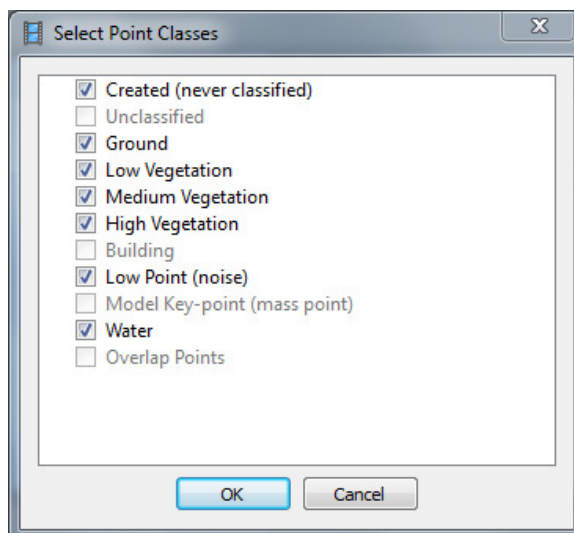 Select Point Classes
Created (never classified)
Unclassified
Ground
Low Vegetation
Medium Vegetation
High Vegetation
Building
Low Point (noise)
Model Key-point (mass point)
Water
Overlap Points
OK Cancel